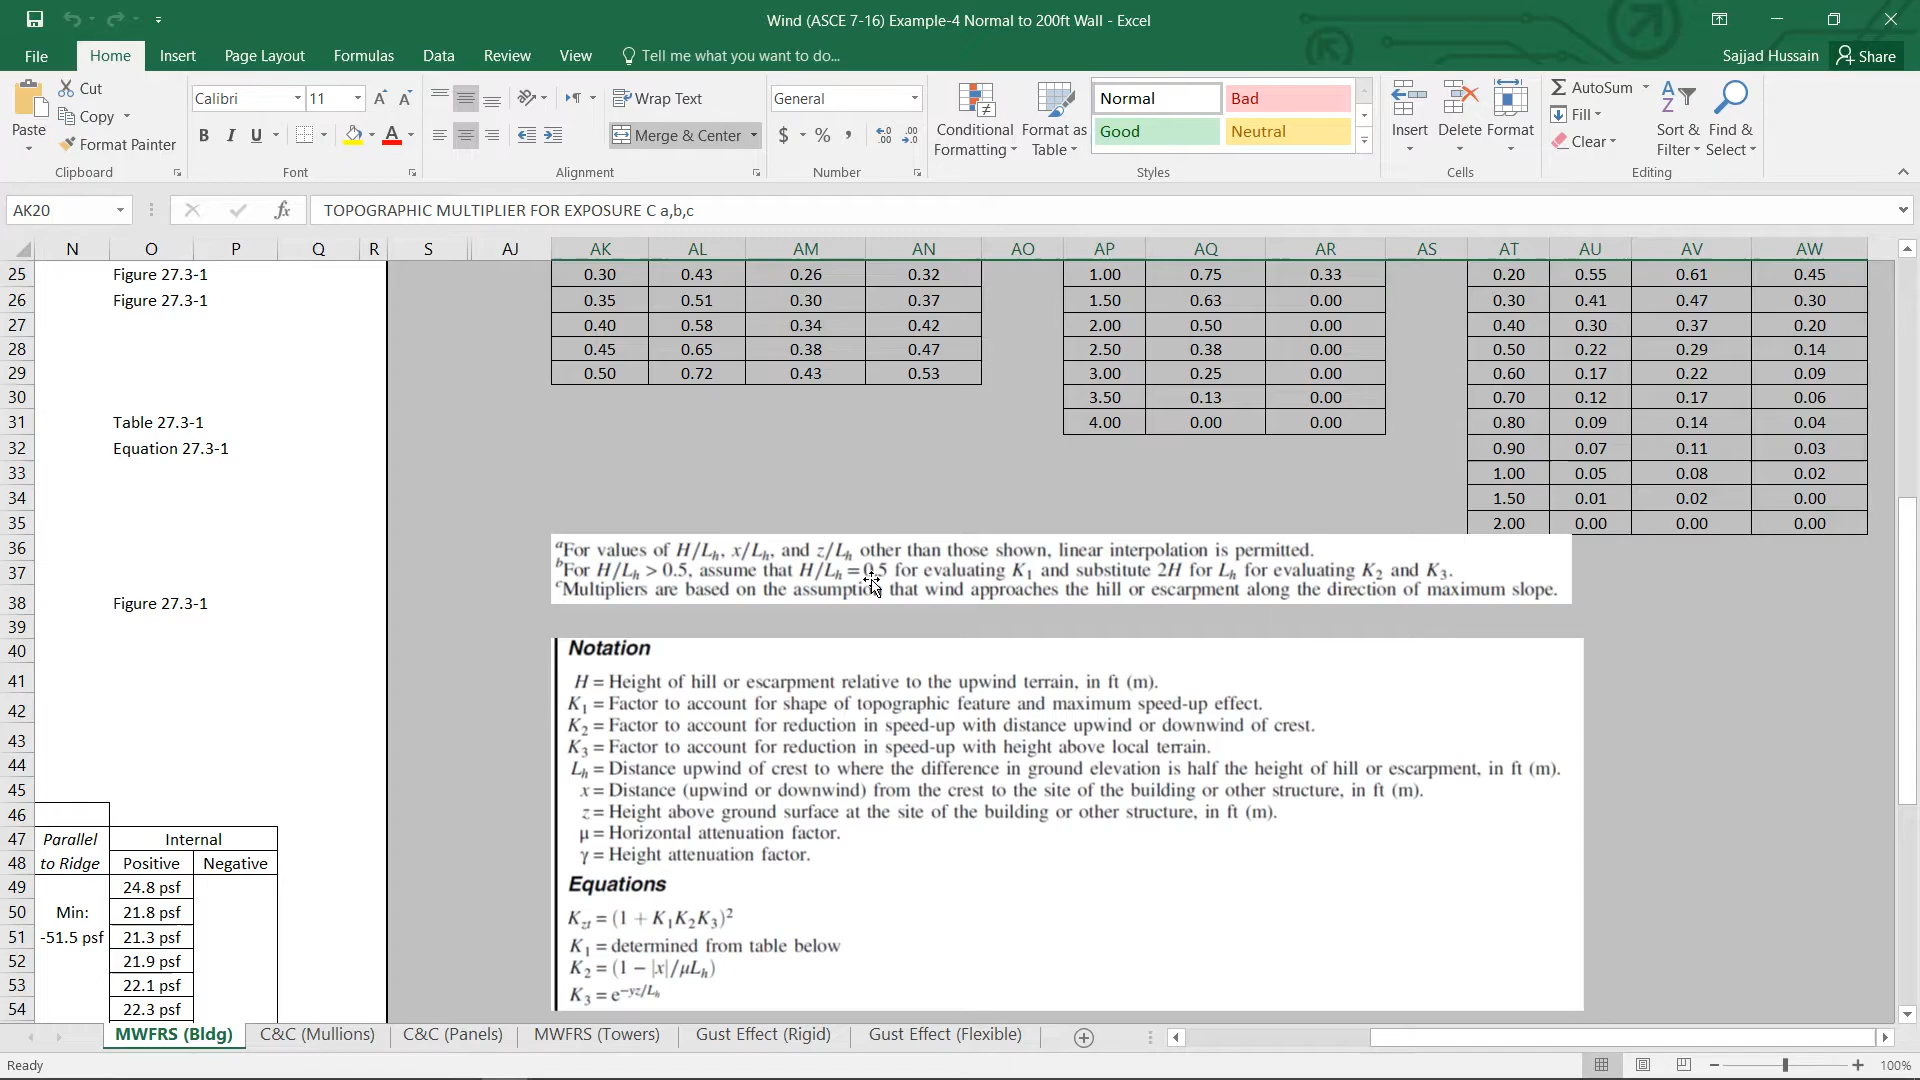 Wind (ASCE 7-16) Example-4 Normal to 200ft Wall - Excel
File Home Insert Page Layout Formulas Data Review View Tell me what you want to do... Sajjad Hussain Share
Paste Cut Copy Format Painter
Calibri 11 A A B I U A
Wrap Text Merge & Center
General $ % ,
Conditional Formatting Format as Table
Normal Bad Good Neutral
Insert Delete Format
AutoSum Fill Clear Sort & Filter Find & Select
Clipboard Font Alignment Number Styles Cells Editing
AK20 fx TOPOGRAPHIC MULTIPLIER FOR EXPOSURE C a,b,c
N O P Q R S AJ AK AL AM AN AO AP AQ AR AS AT AU AV AW
25 Figure 27.3-1 0.30 0.43 0.26 0.32 1.00 0.75 0.33 0.20 0.55 0.61 0.45
26 Figure 27.3-1 0.35 0.51 0.30 0.37 1.50 0.63 0.00 0.30 0.41 0.47 0.30
27 0.40 0.58 0.34 0.42 2.00 0.50 0.00 0.40 0.30 0.37 0.20
28 0.45 0.65 0.38 0.47 2.50 0.38 0.00 0.50 0.22 0.29 0.14
29 0.50 0.72 0.43 0.53 3.00 0.25 0.00 0.60 0.17 0.22 0.09
30 3.50 0.13 0.00 0.70 0.12 0.17 0.06
31 Table 27.3-1 4.00 0.00 0.00 0.80 0.09 0.14 0.04
32 Equation 27.3-1 0.90 0.07 0.11 0.03
33 1.00 0.05 0.08 0.02
34 1.50 0.01 0.02 0.00
35 2.00 0.00 0.00 0.00
36 ᵃFor values of H/Lₕ, x/Lₕ, and z/Lₕ other than those shown, linear interpolation is permitted.
37 ᵇFor H/Lₕ > 0.5, assume that H/Lₕ = 0.5 for evaluating K₁ and substitute 2H for Lₕ for evaluating K₂ and K₃.
ᶜMultipliers are based on the assumption that wind approaches the hill or escarpment along the direction of maximum slope.
38 Figure 27.3-1
39
40 Notation
41 H = Height of hill or escarpment relative to the upwind terrain, in ft (m).
K₁ = Factor to account for shape of topographic feature and maximum speed-up effect.
42 K₂ = Factor to account for reduction in speed-up with distance upwind or downwind of crest.
43 K₃ = Factor to account for reduction in speed-up with height above local terrain.
44 Lₕ = Distance upwind of crest to where the difference in ground elevation is half the height of hill or escarpment, in ft (m).
45 x = Distance (upwind or downwind) from the crest to the site of the building or other structure, in ft (m).
46 z = Height above ground surface at the site of the building or other structure, in ft (m).
47 Parallel Internal μ = Horizontal attenuation factor.
48 to Ridge Positive Negative γ = Height attenuation factor.
49 24.8 psf Equations
50 Min: 21.8 psf K_zt = (1 + K₁K₂K₃)²
51 -51.5 psf 21.3 psf K₁ = determined from table below
52 21.9 psf K₂ = (1 − |x|/μLₕ)
53 22.1 psf K₃ = e^(−γz/Lₕ)
54 22.3 psf
MWFRS (Bldg) C&C (Mullions) C&C (Panels) MWFRS (Towers) Gust Effect (Rigid) Gust Effect (Flexible)
Ready 100%